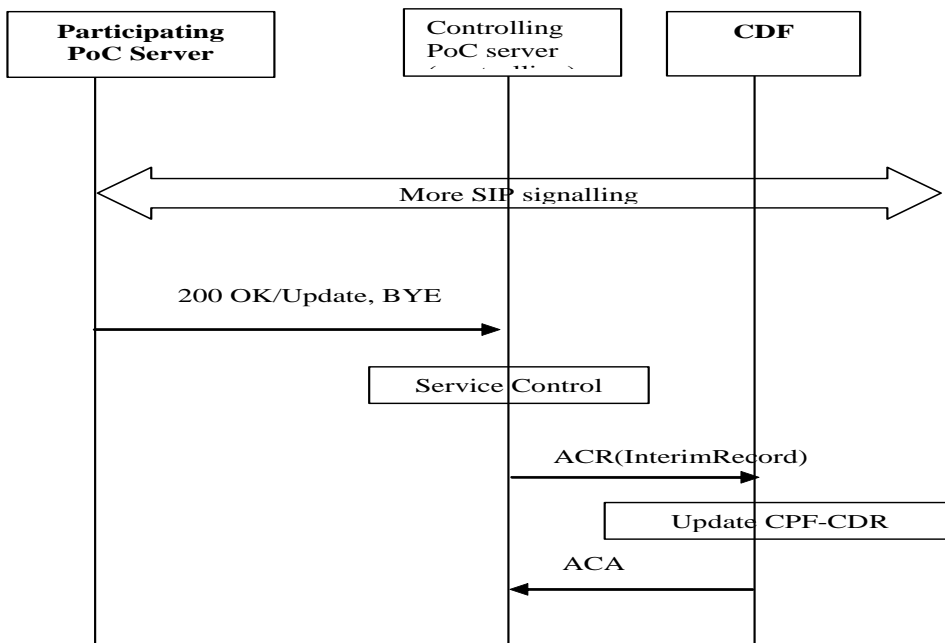 Participating
PoC Server
Controlling
PoC server
CDF
More SIP signalling
200 OK/Update, BYE
Service Control
ACR(InterimRecord)
Update CPF-CDR
ACA